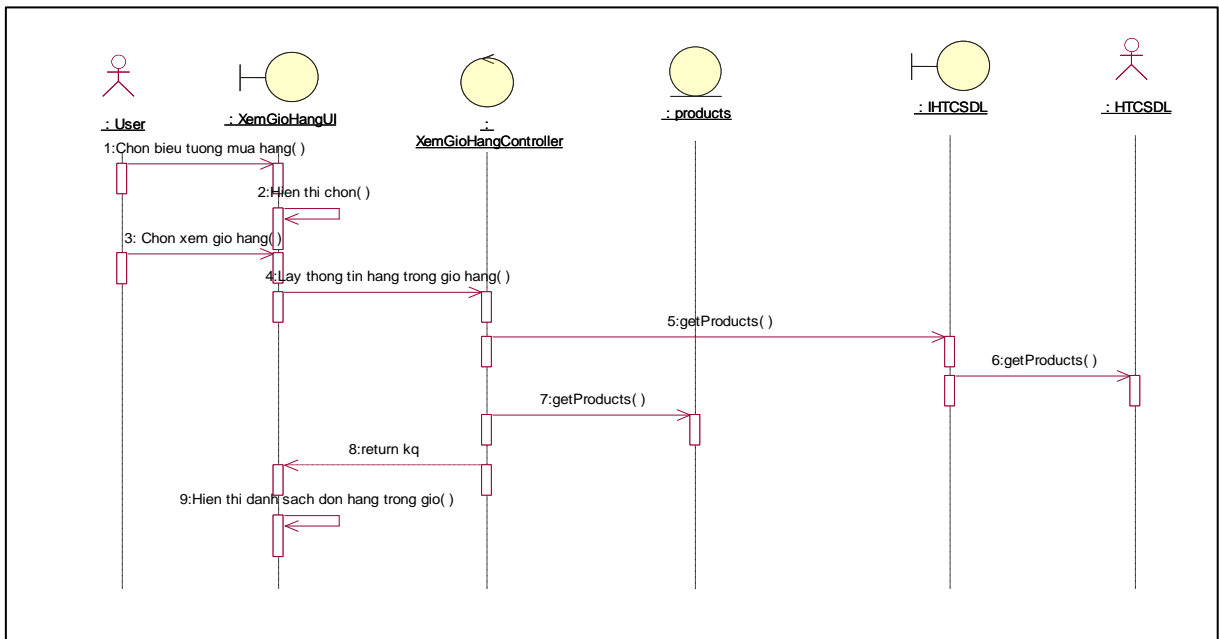 : User
: XemGioHangUI
:
XemGioHangController
: products
: IHTCSDL
: HTCSDL
1:Chon bieu tuong mua hang( )
2:Hien thi chon( )
3: Chon xem gio hang( )
4:Lay thong tin hang trong gio hang( )
5:getProducts( )
6:getProducts( )
7:getProducts( )
8:return kq
9:Hien thi danh sach don hang trong gio( )